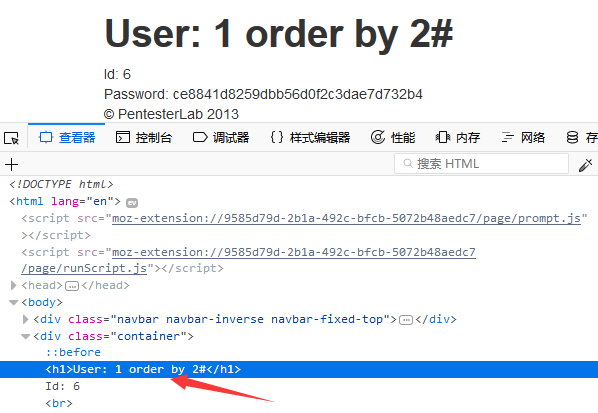 User: 1 order by 2#
Id: 6
Password: ce8841d8259dbb56d0f2c3dae7d732b4
© PentesterLab 2013
查看器 控制台 调试器 样式编辑器 性能 内存 网络 存
+ 搜索 HTML
<!DOCTYPE html>
<html lang="en"> ev
<script src="moz-extension://9585d79d-2b1a-492c-bfcb-5072b48aedc7/page/prompt.js"
></script>
<script src="moz-extension://9585d79d-2b1a-492c-bfcb-5072b48aedc7
/page/runScript.js"></script>
<head>…</head>
<body>
<div class="navbar navbar-inverse navbar-fixed-top">…</div>
<div class="container">
::before
<h1>User: 1 order by 2#</h1>
Id: 6
<br>